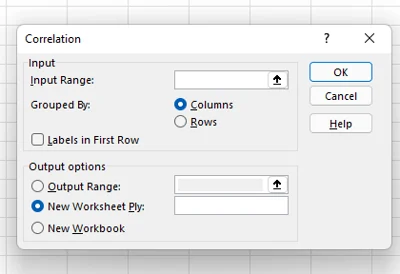 Correlation
?
Input
Input Range:
OK
Grouped By:
Columns
Cancel
Rows
Help
Labels in First Row
Output options
Output Range:
New Worksheet Ply:
New Workbook